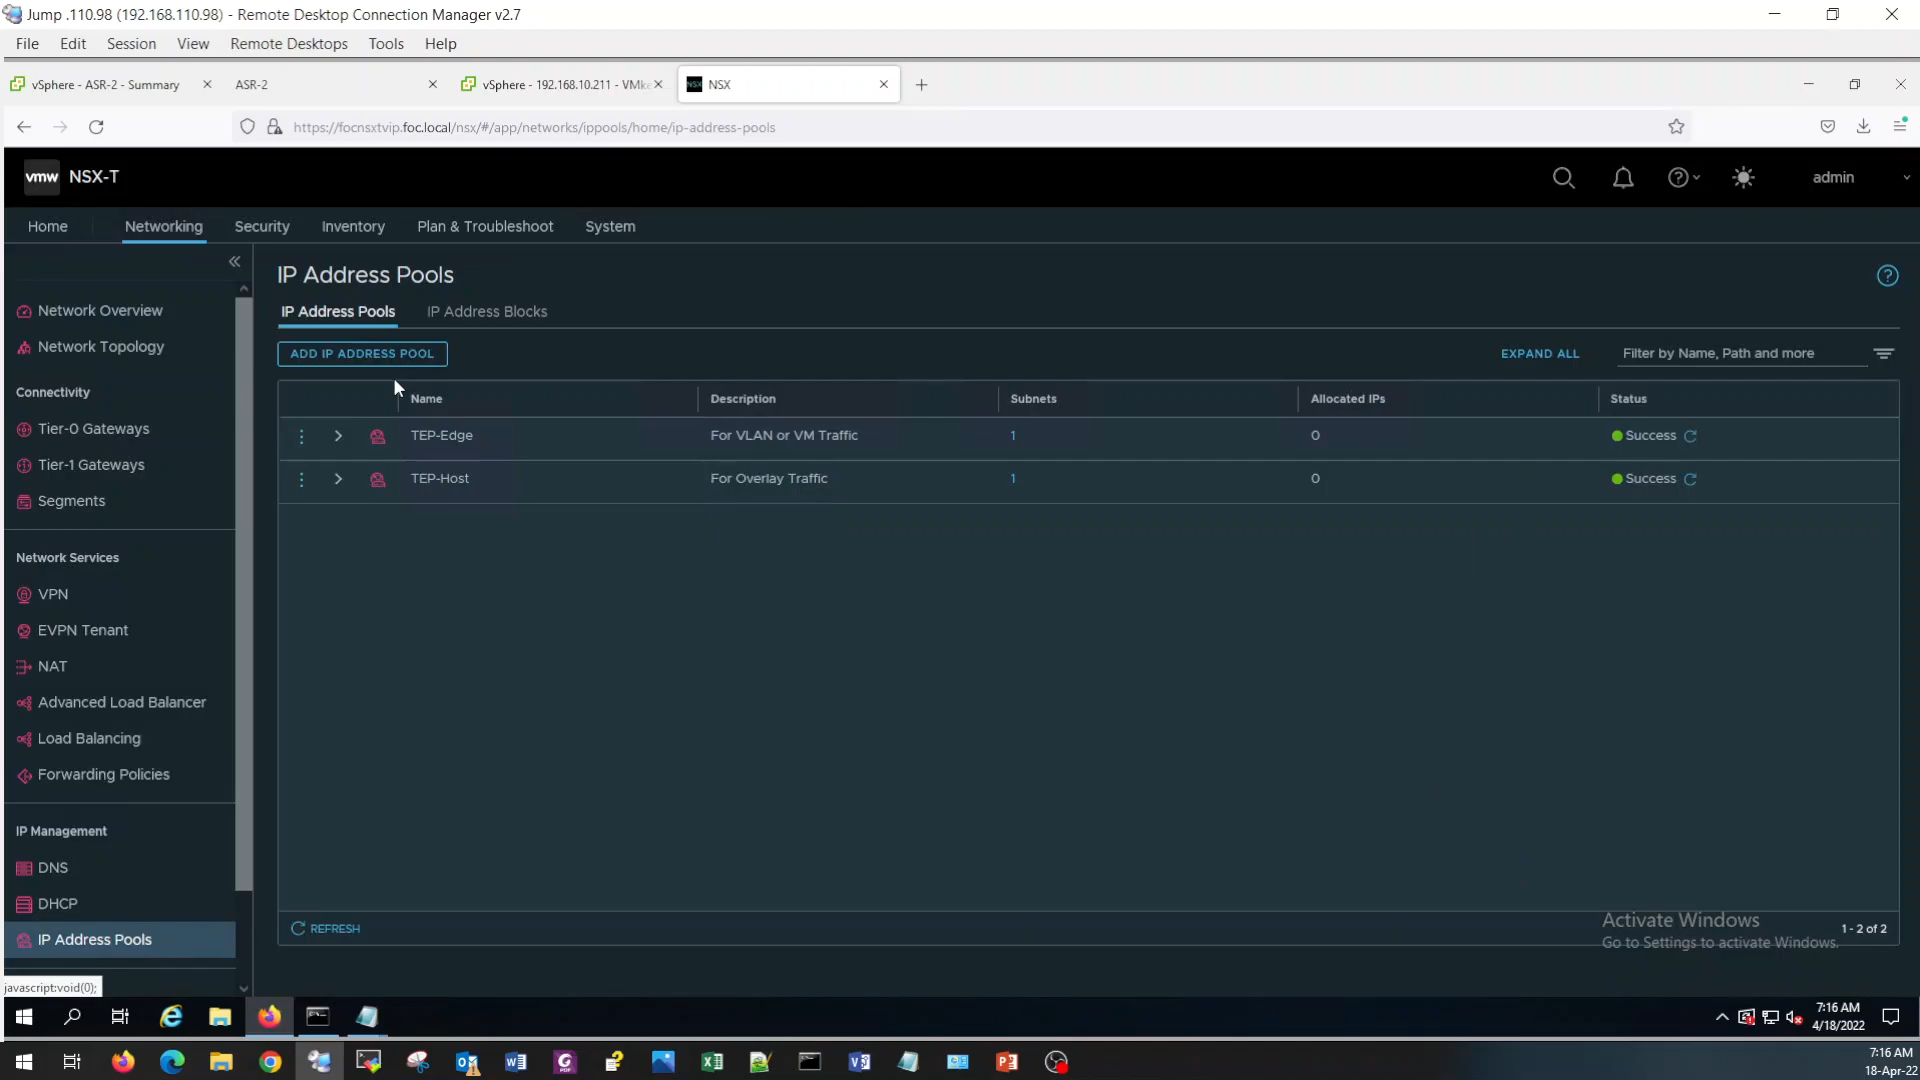 Jump .110.98 (192.168.110.98) - Remote Desktop Connection Manager v2.7
File Edit Session View Remote Desktops Tools Help
vSphere - ASR-2 - Summary ASR-2 vSphere - 192.168.10.211 - VMke NSX
https://focnsxtvip.foc.local/nsx/#/app/networks/ippools/home/ip-address-pools
vmw NSX-T admin
Home Networking Security Inventory Plan & Troubleshoot System
Network Overview
Network Topology
Connectivity
Tier-0 Gateways
Tier-1 Gateways
Segments
Network Services
VPN
EVPN Tenant
NAT
Advanced Load Balancer
Load Balancing
Forwarding Policies
IP Management
DNS
DHCP
IP Address Pools
javascript:void(0);
IP Address Pools
IP Address Pools IP Address Blocks
ADD IP ADDRESS POOL EXPAND ALL Filter by Name, Path and more
Name Description Subnets Allocated IPs Status
TEP-Edge For VLAN or VM Traffic 1 0 Success
TEP-Host For Overlay Traffic 1 0 Success
REFRESH 1 - 2 of 2
Activate Windows
Go to Settings to activate Windows.
7:16 AM
4/18/2022
7:16 AM
18-Apr-22